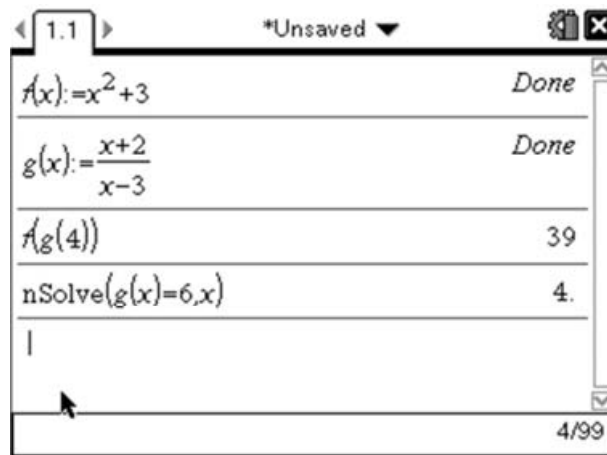 1.1 *Unsaved
f(x):=x²+3 Done
g(x):=(x+2)/(x-3) Done
f(g(4)) 39
nSolve(g(x)=6,x) 4.
4/99